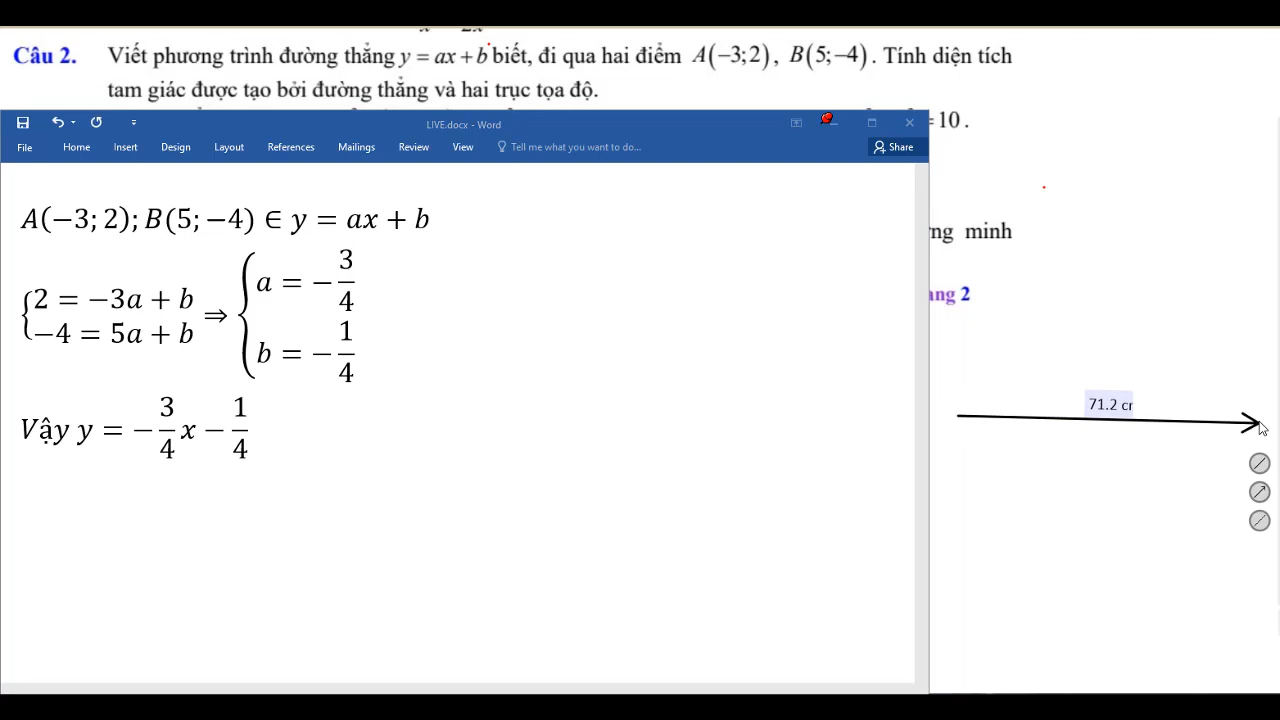 Câu 2. Viết phương trình đường thẳng y = ax + b biết, đi qua hai điểm A(−3;2), B(5;−4). Tính diện tích
tam giác được tạo bởi đường thẳng và hai trục tọa độ.
=10.
LIVE.docx - Word
File Home Insert Design Layout References Mailings Review View Tell me what you want to do... Share
A(−3; 2); B(5; −4) ∈ y = ax + b
ng minh
{2 = −3a + b
−4 = 5a + b ⇒ {a = −3/4
b = −1/4
ang 2
Vậy y = −3/4 x − 1/4
71.2 cr